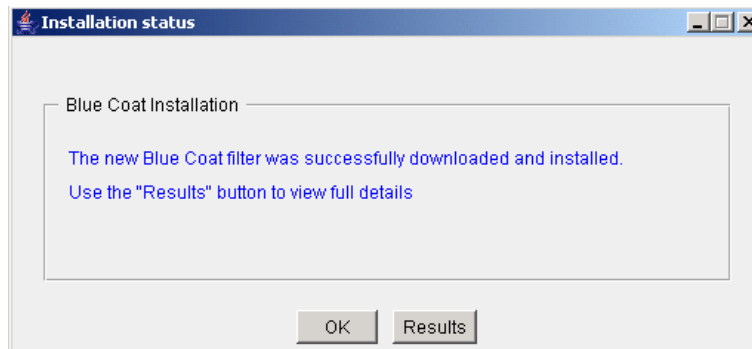 Installation status
Blue Coat Installation
The new Blue Coat filter was successfully downloaded and installed.
Use the "Results" button to view full details
OK Results